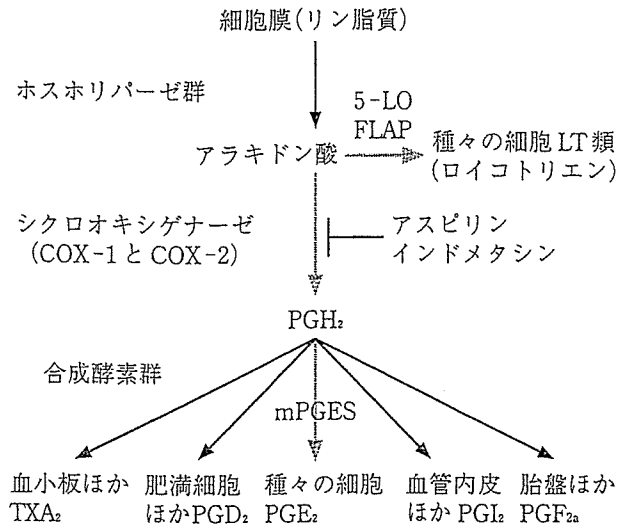 細胞膜(リン脂質)
ホスホリパーゼ群
5-LO
FLAP
アラキドン酸
種々の細胞LT類
(ロイコトリエン)
シクロオキシゲナーゼ
(COX-1とCOX-2)
アスピリン
インドメタシン
PGH₂
合成酵素群
mPGES
血小板ほか
TXA₂
肥満細胞
ほかPGD₂
種々の細胞
PGE₂
血管内皮
ほかPGI₂
胎盤ほか
PGF₂a